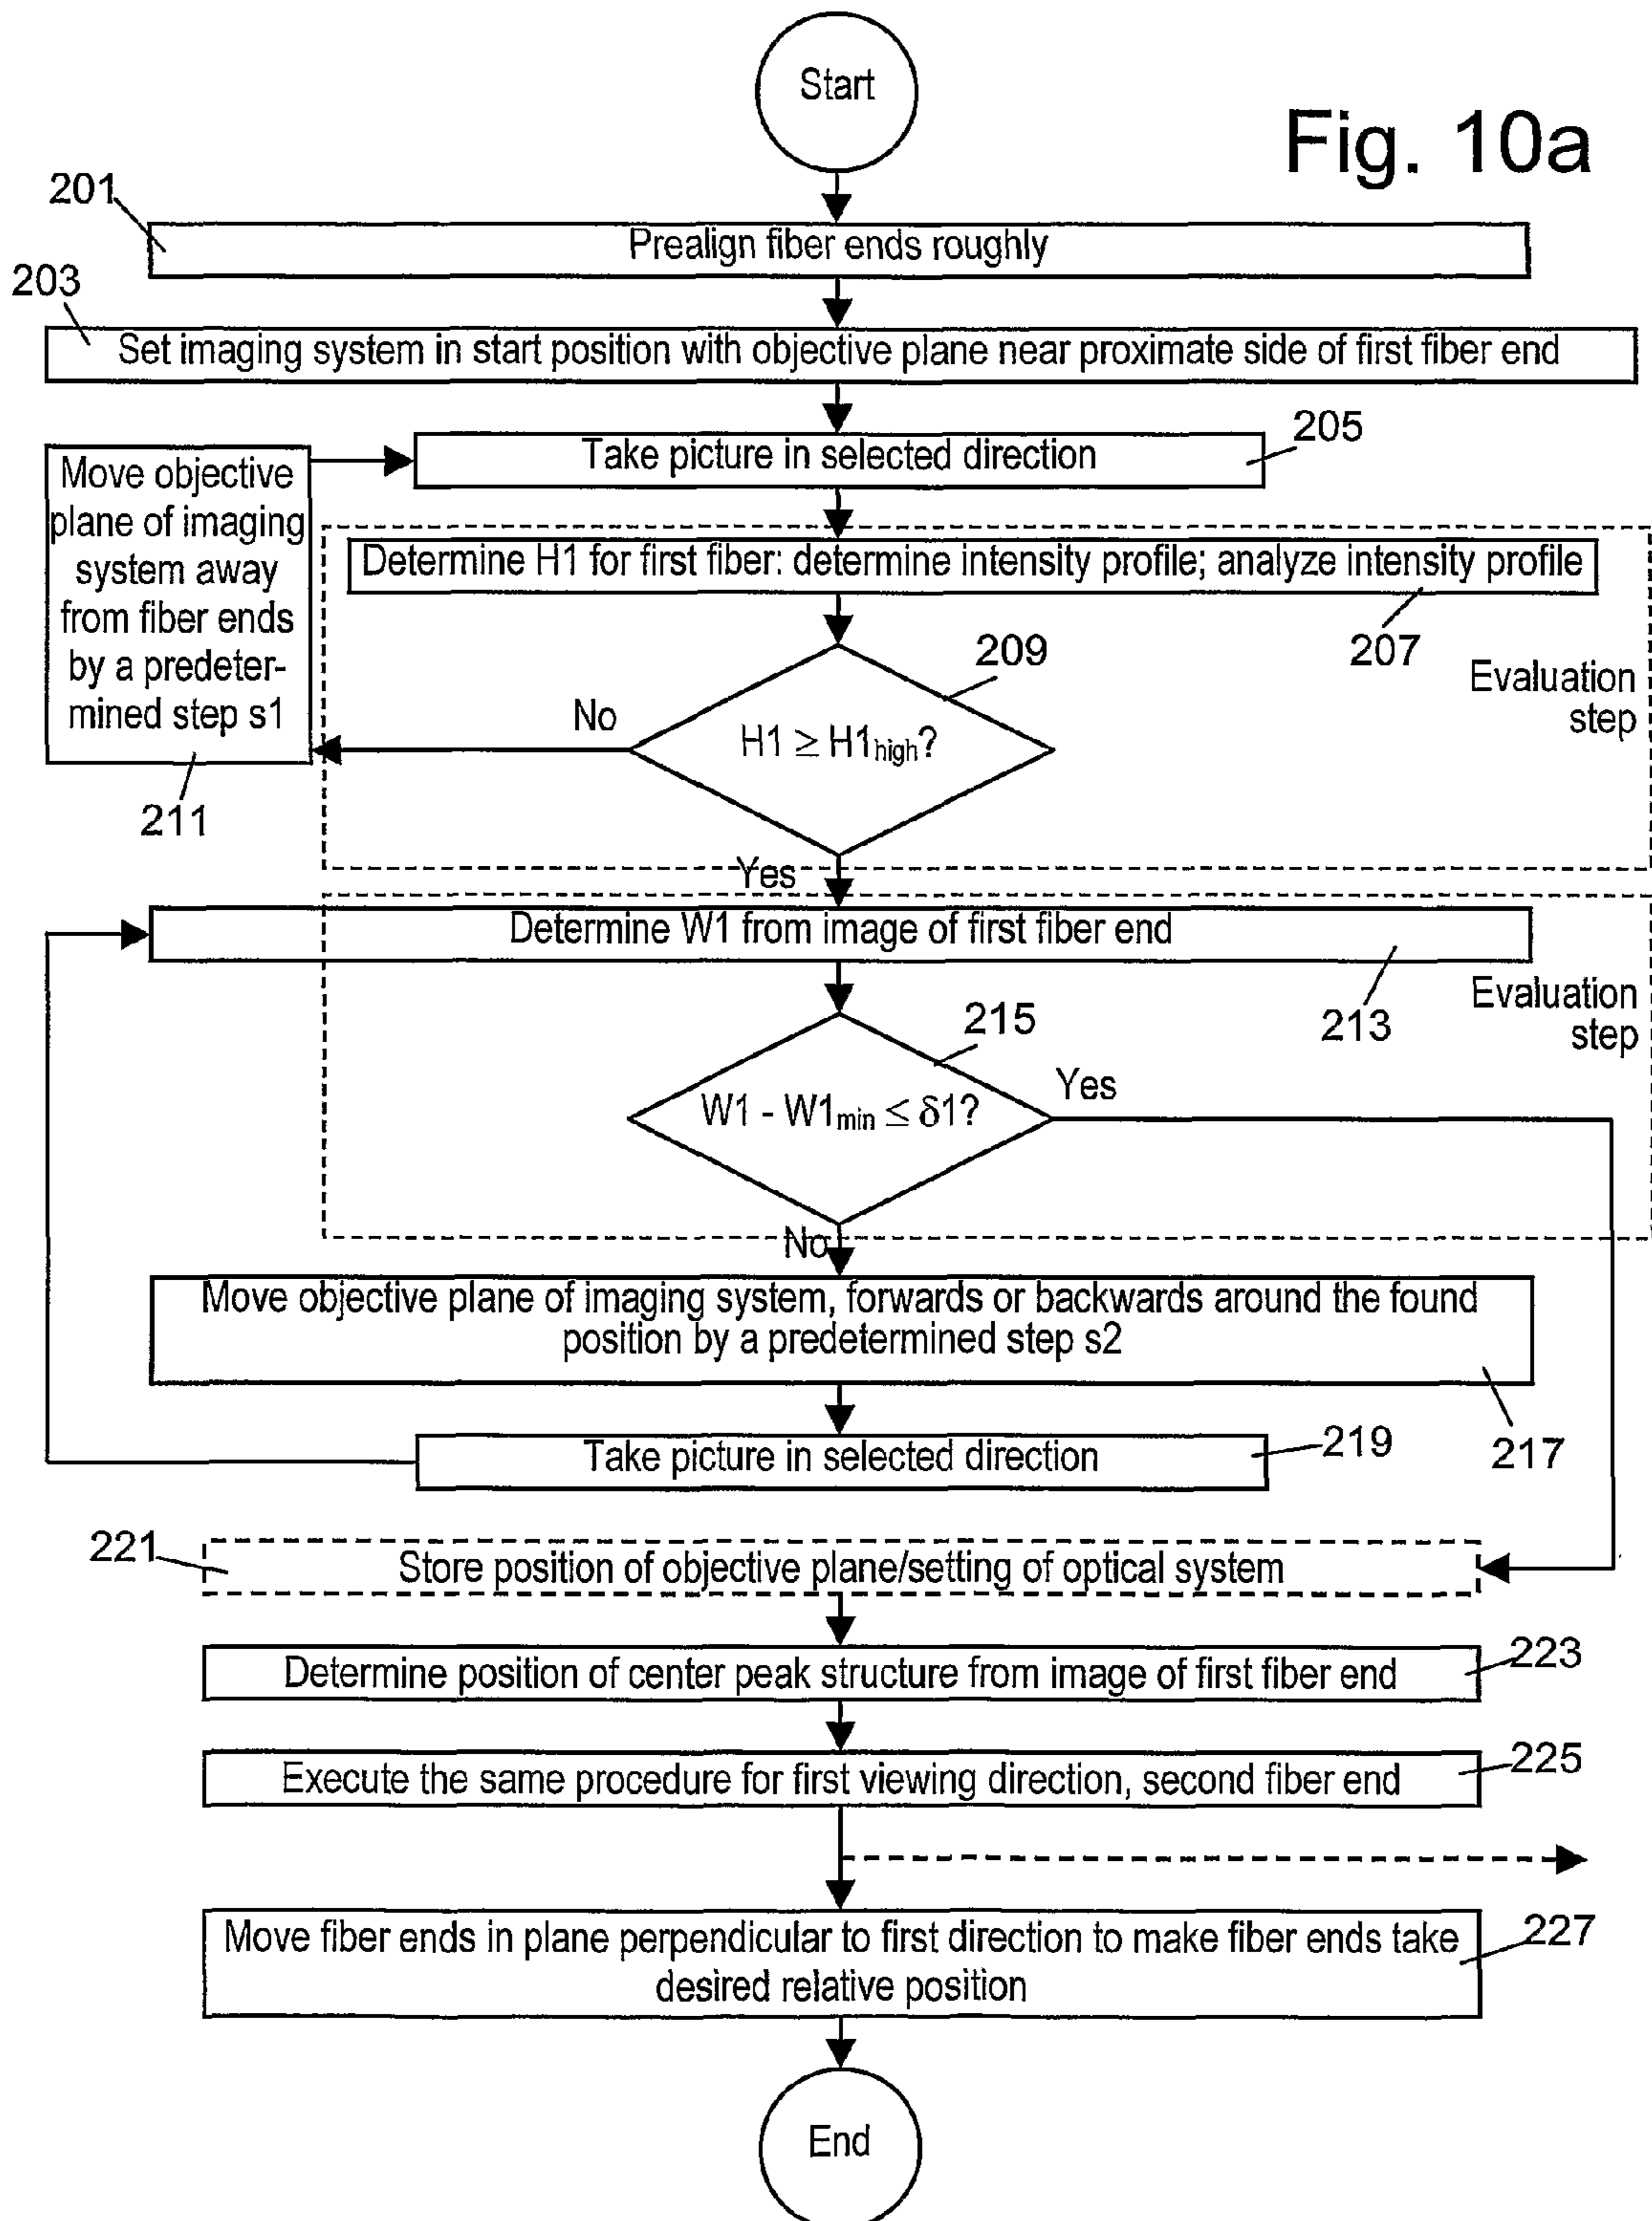 Start
Fig. 10a
201
Prealign fiber ends roughly
203
Set imaging system in start position with objective plane near proximate side of first fiber end
205
Take picture in selected direction
Move objective
plane of imaging
system away
from fiber ends
by a predeter-
mined step s1
211
Determine H1 for first fiber: determine intensity profile; analyze intensity profile
207
209
Evaluation
step
No
H1 ≥ H1high?
Yes
Determine W1 from image of first fiber end
213
215
Evaluation
step
Yes
W1 - W1min ≤ δ1?
No
Move objective plane of imaging system, forwards or backwards around the found
position by a predetermined step s2
217
Take picture in selected direction
219
221
Store position of objective plane/setting of optical system
Determine position of center peak structure from image of first fiber end
223
Execute the same procedure for first viewing direction, second fiber end
225
Move fiber ends in plane perpendicular to first direction to make fiber ends take
desired relative position
227
End